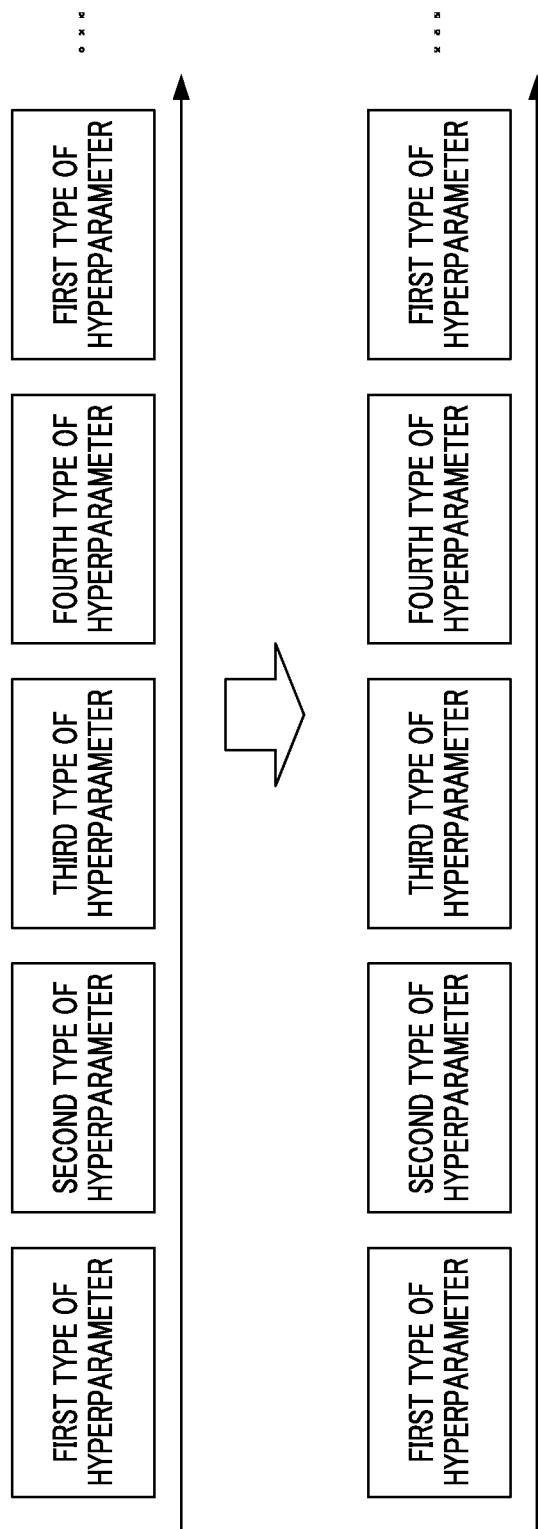 FIRST TYPE OF
HYPERPARAMETER
SECOND TYPE OF
HYPERPARAMETER
THIRD TYPE OF
HYPERPARAMETER
FOURTH TYPE OF
HYPERPARAMETER
FIRST TYPE OF
HYPERPARAMETER
FIRST TYPE OF
HYPERPARAMETER
SECOND TYPE OF
HYPERPARAMETER
THIRD TYPE OF
HYPERPARAMETER
FOURTH TYPE OF
HYPERPARAMETER
FIRST TYPE OF
HYPERPARAMETER